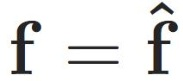 f = f̂